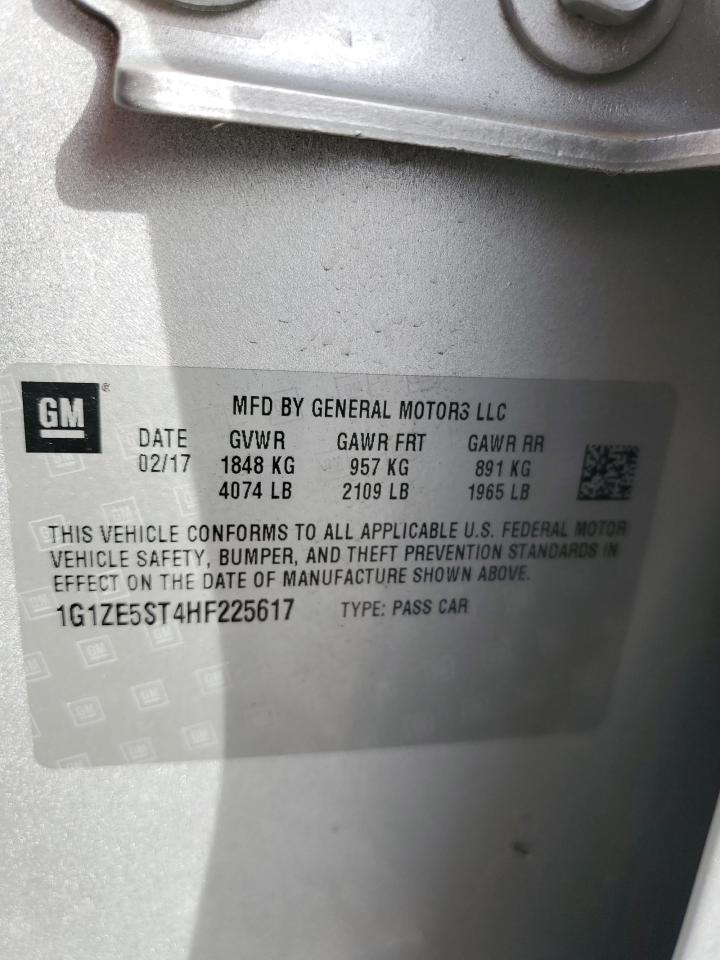 GM ®
MFD BY GENERAL MOTORS LLC
DATE GVWR GAWR FRT GAWR RR
02/17 1848 KG 957 KG 891 KG
4074 LB 2109 LB 1965 LB
THIS VEHICLE CONFORMS TO ALL APPLICABLE U.S. FEDERAL MOTOR
VEHICLE SAFETY, BUMPER, AND THEFT PREVENTION STANDARDS IN
EFFECT ON THE DATE OF MANUFACTURE SHOWN ABOVE.
1G1ZE5ST4HF225617 TYPE: PASS CAR